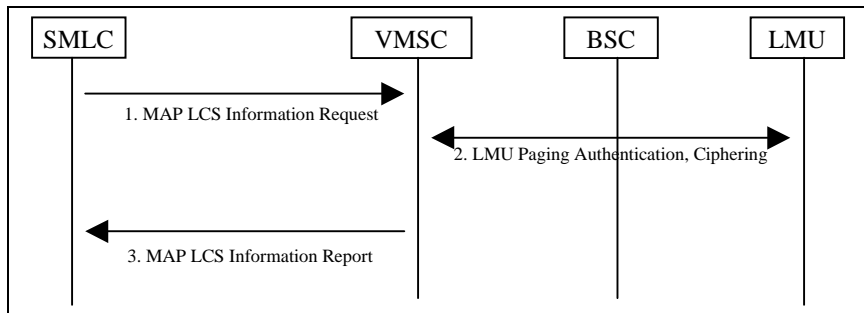 SMLC
VMSC
BSC
LMU
1. MAP LCS Information Request
2. LMU Paging Authentication, Ciphering
3. MAP LCS Information Report